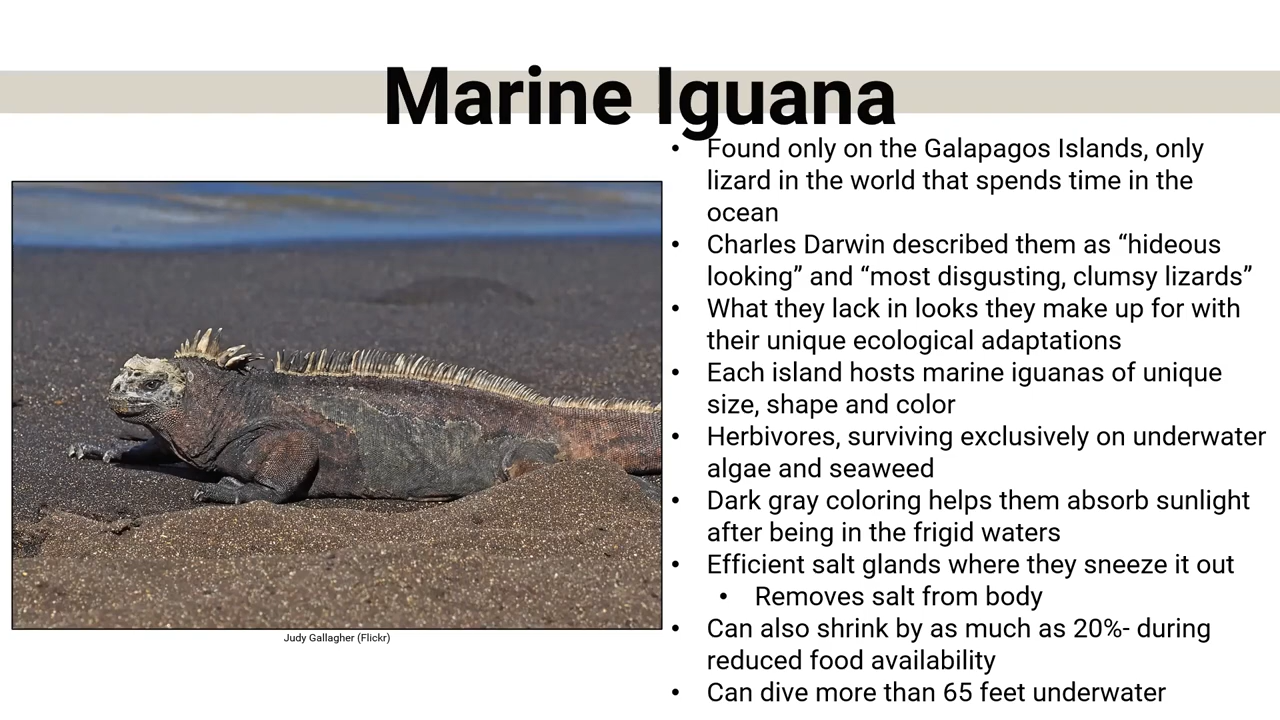 Marine Iguana
• Found only on the Galapagos Islands, only
lizard in the world that spends time in the
ocean
• Charles Darwin described them as “hideous
looking” and “most disgusting, clumsy lizards”
• What they lack in looks they make up for with
their unique ecological adaptations
• Each island hosts marine iguanas of unique
size, shape and color
• Herbivores, surviving exclusively on underwater
algae and seaweed
• Dark gray coloring helps them absorb sunlight
after being in the frigid waters
• Efficient salt glands where they sneeze it out
• Removes salt from body
• Can also shrink by as much as 20%- during
reduced food availability
• Can dive more than 65 feet underwater
Judy Gallagher (Flickr)